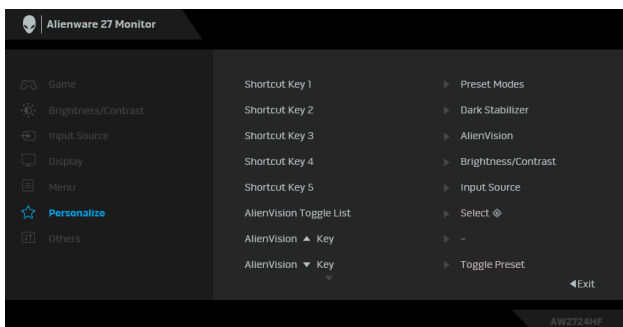 Alienware 27 Monitor
Game
Brightness/Contrast
Input Source
Display
Menu
Personalize
Others
Shortcut Key 1 Preset Modes
Shortcut Key 2 Dark Stabilizer
Shortcut Key 3 AlienVision
Shortcut Key 4 Brightness/Contrast
Shortcut Key 5 Input Source
AlienVision Toggle List Select
AlienVision ▲ Key –
AlienVision ▼ Key Toggle Preset
Exit
AW2724HF